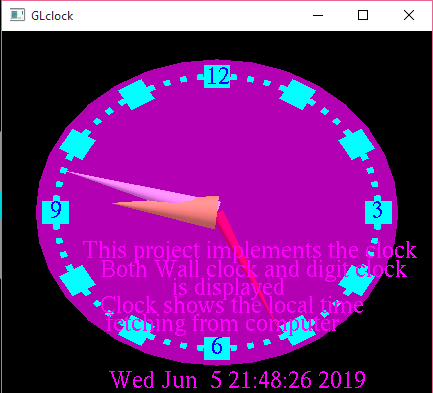 GLclock
12
9
3
This project implements the clock
Both Wall clock and digit clock
is displayed
Clock shows the local time
fetching from computer
6
Wed Jun  5 21:48:26 2019